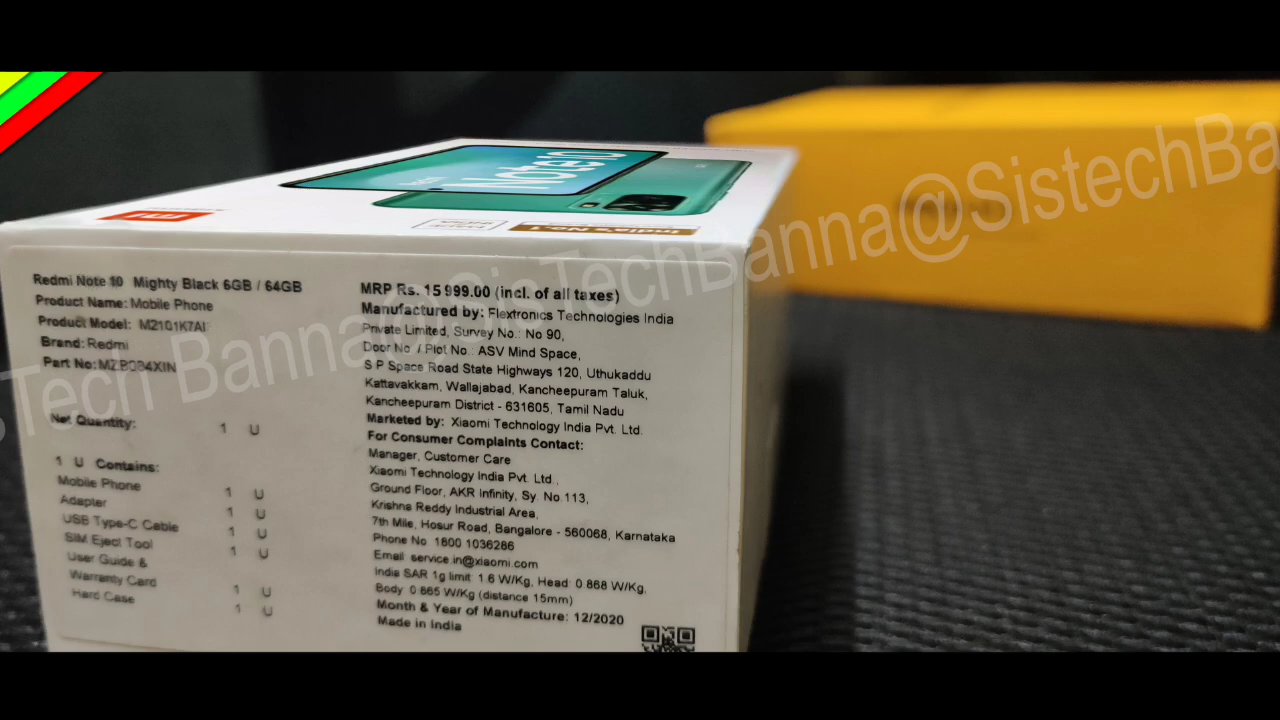 Note 10
mi
India's No.1
Redmi Note 10 Mighty Black 6GB / 64GB
Product Name: Mobile Phone
Product Model: M2101K7AI
Brand: Redmi
Part No: MZB084XIN
Net Quantity: 1 U
1 U Contains:
Mobile Phone 1 U
Adapter 1 U
USB Type-C Cable 1 U
SIM Eject Tool 1 U
User Guide &
Warranty Card 1 U
Hard Case 1 U
MRP Rs. 15 999.00 (incl. of all taxes)
Manufactured by: Flextronics Technologies India
Private Limited, Survey No.: No 90,
Door No / Plot No.: ASV Mind Space,
S P Space Road State Highways 120, Uthukaddu
Kattavakkam, Wallajabad, Kancheepuram Taluk,
Kancheepuram District - 631605, Tamil Nadu
Marketed by: Xiaomi Technology India Pvt. Ltd.
For Consumer Complaints Contact:
Manager, Customer Care
Xiaomi Technology India Pvt. Ltd.,
Ground Floor, AKR Infinity, Sy. No 113,
Krishna Reddy Industrial Area,
7th Mile, Hosur Road, Bangalore - 560068, Karnataka
Phone No 1800 1036286
Email service.in@xiaomi.com
India SAR 1g limit: 1.6 W/Kg, Head: 0.868 W/Kg,
Body 0.865 W/Kg (distance 15mm)
Month & Year of Manufacture: 12/2020
Made in India
sTech Banna@SisTechBanna@SistechBa